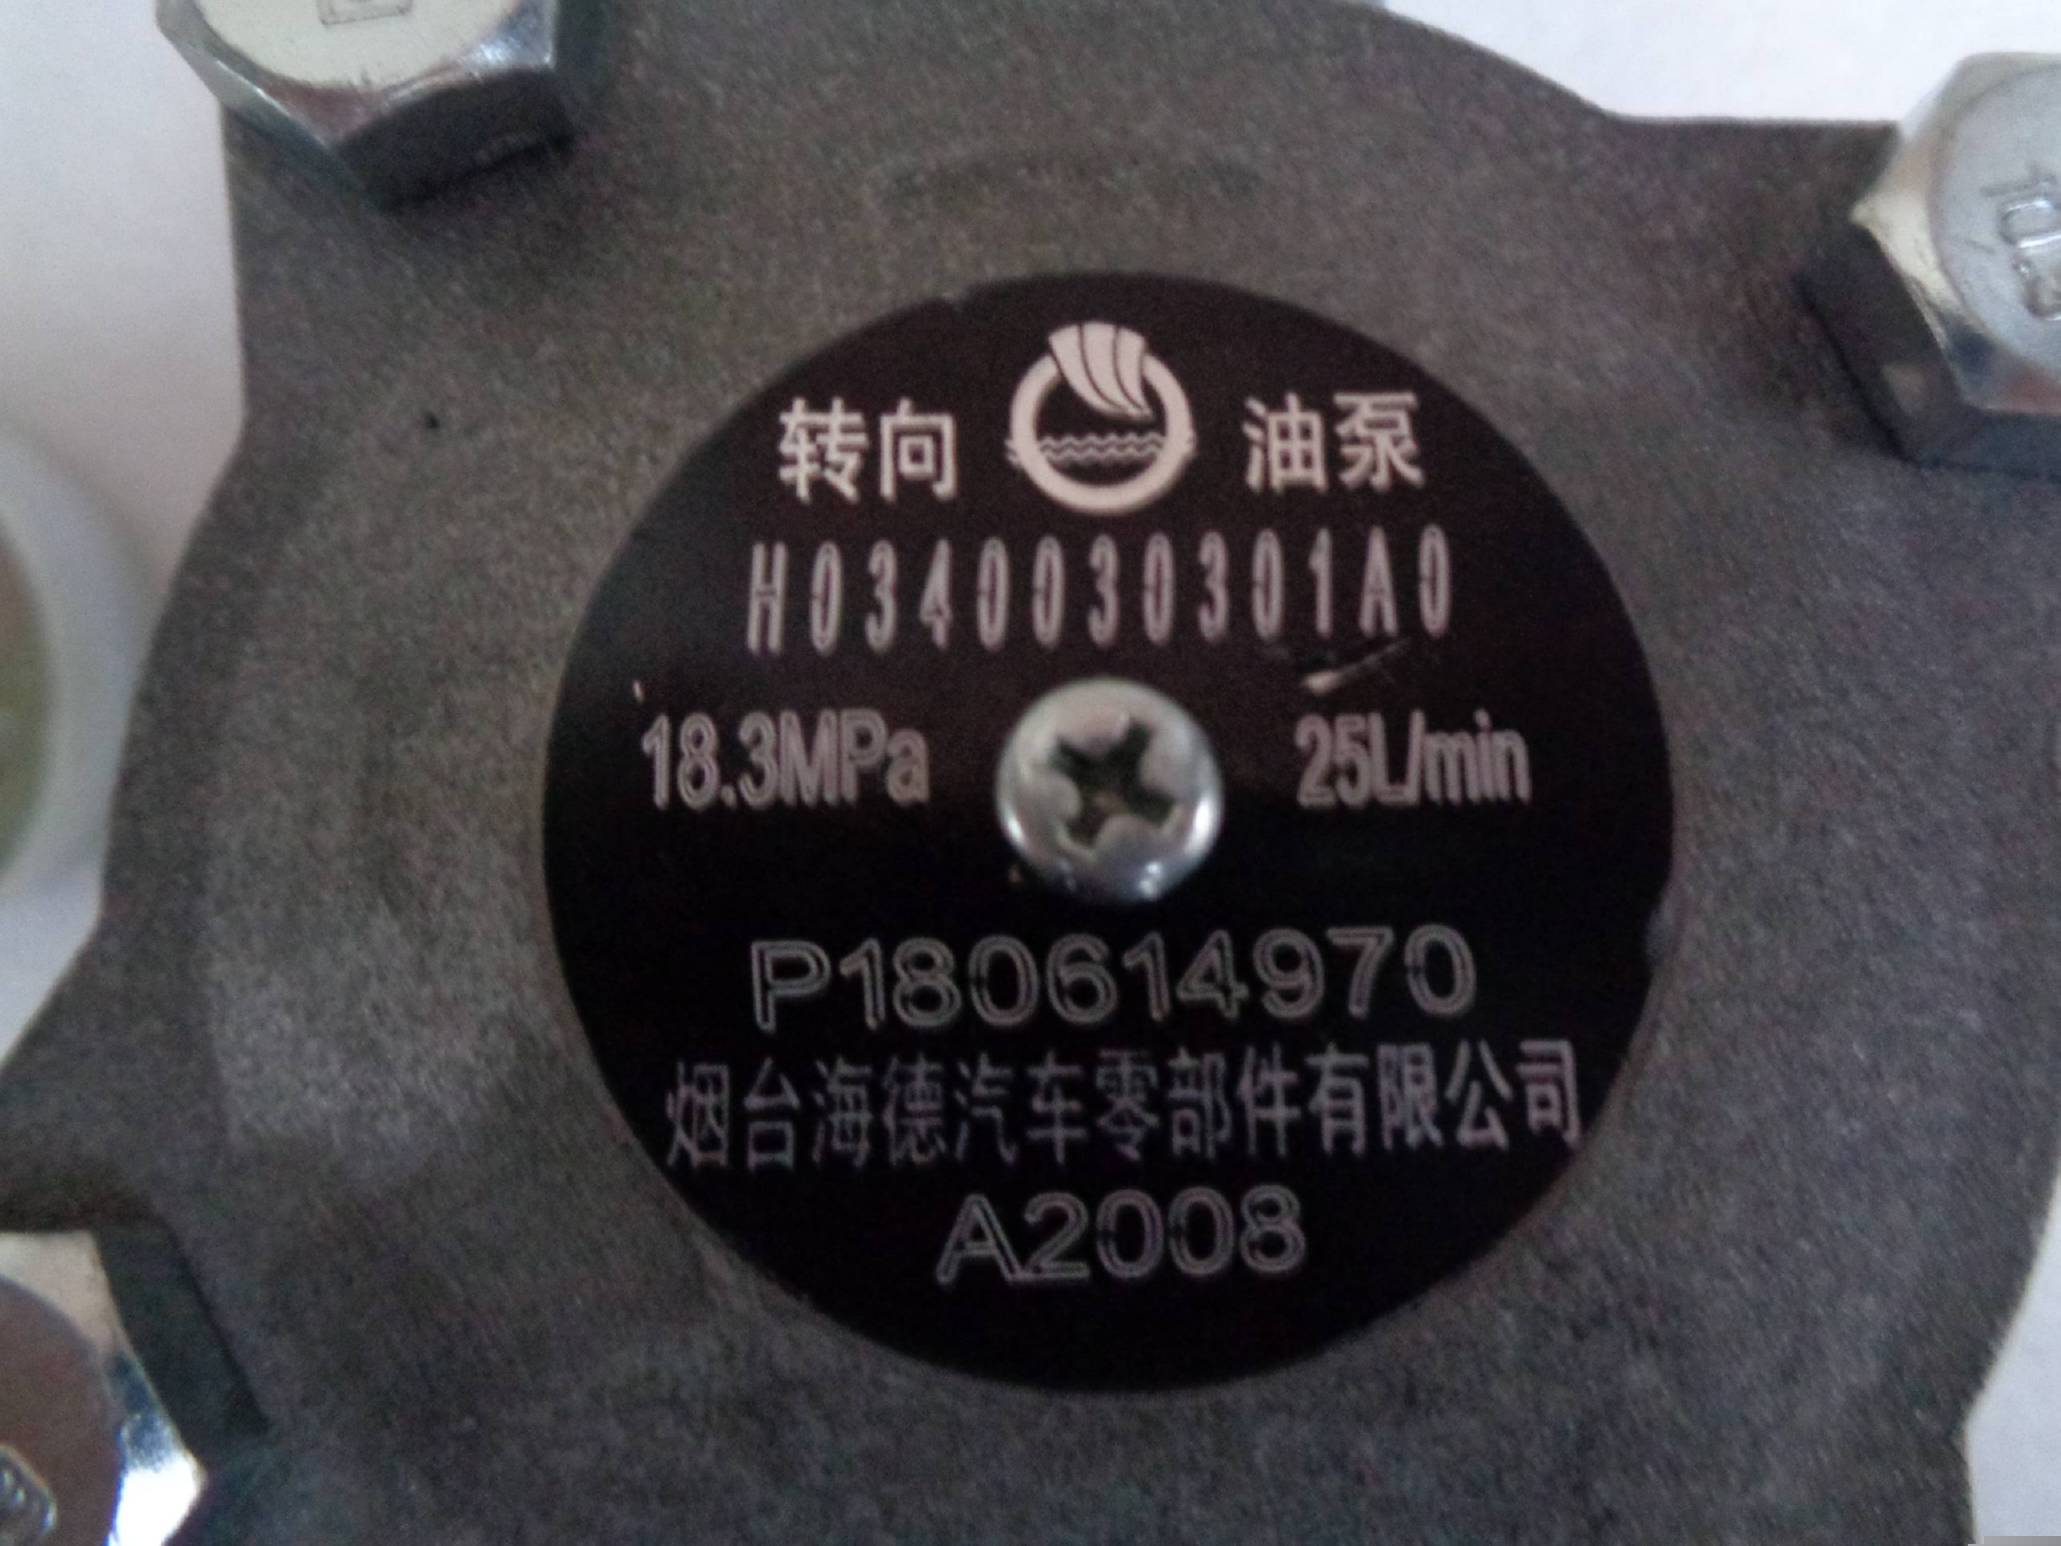 转向 油泵
H0340030301A0
18.3MPa 25L/min
P180614970
烟台海德汽车零部件有限公司
A2008